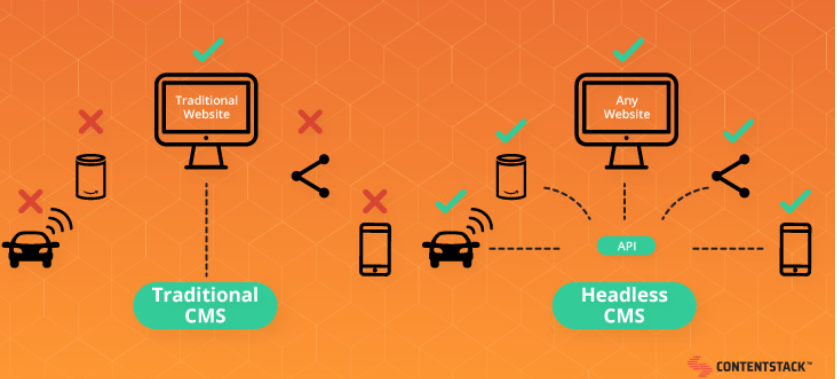 Traditional
Website
Any
Website
API
Traditional
CMS
Headless
CMS
CONTENTSTACK™